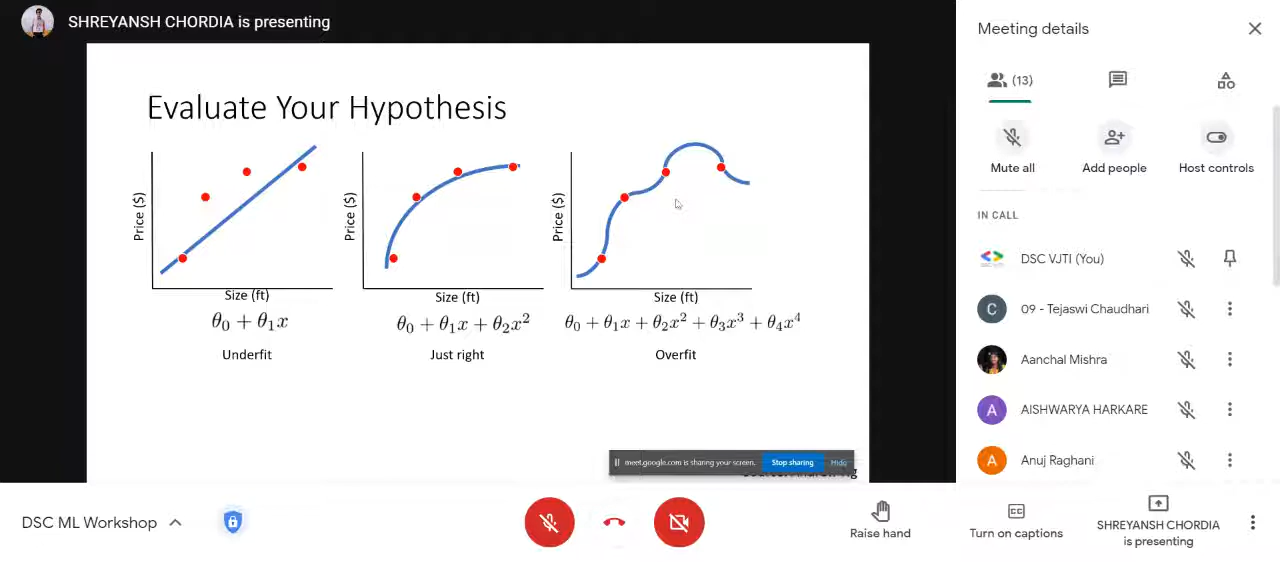 SHREYANSH CHORDIA is presenting
Evaluate Your Hypothesis
Price ($)
Size (ft)
θ₀ + θ₁x
Underfit
Price ($)
Size (ft)
θ₀ + θ₁x + θ₂x²
Just right
Price ($)
Size (ft)
θ₀ + θ₁x + θ₂x² + θ₃x³ + θ₄x⁴
Overfit
meet.google.com is sharing your screen.
Stop sharing
Hide
Meeting details
(13)
Mute all
Add people
Host controls
IN CALL
DSC VJTI (You)
C
09 - Tejaswi Chaudhari
Aanchal Mishra
A
AISHWARYA HARKARE
A
Anuj Raghani
DSC ML Workshop
Raise hand
CC
Turn on captions
SHREYANSH CHORDIA
is presenting